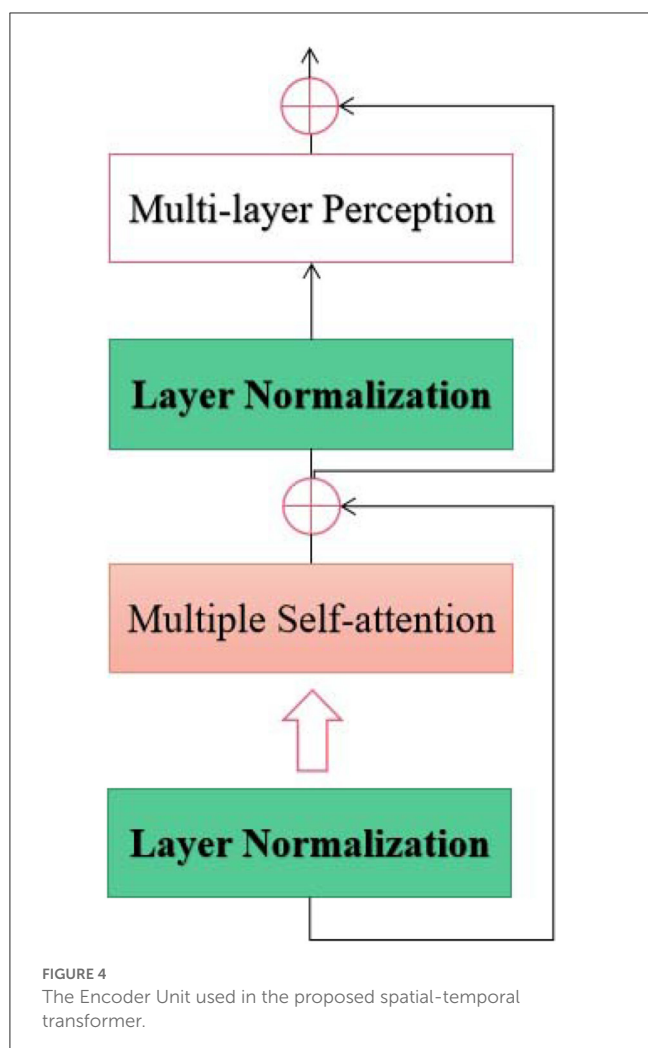 Multi-layer Perception
Layer Normalization
Multiple Self-attention
Layer Normalization
FIGURE 4
The Encoder Unit used in the proposed spatial-temporal
transformer.